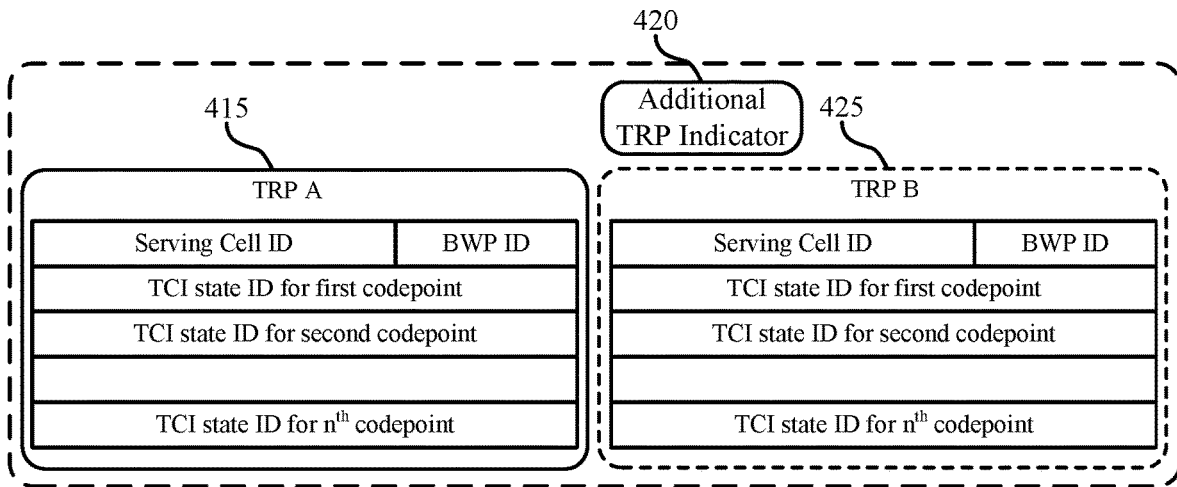 420
Additional
TRP Indicator
415
425
TRP A
Serving Cell ID BWP ID
TCI state ID for first codepoint
TCI state ID for second codepoint
TCI state ID for nth codepoint
TRP B
Serving Cell ID BWP ID
TCI state ID for first codepoint
TCI state ID for second codepoint
TCI state ID for nth codepoint